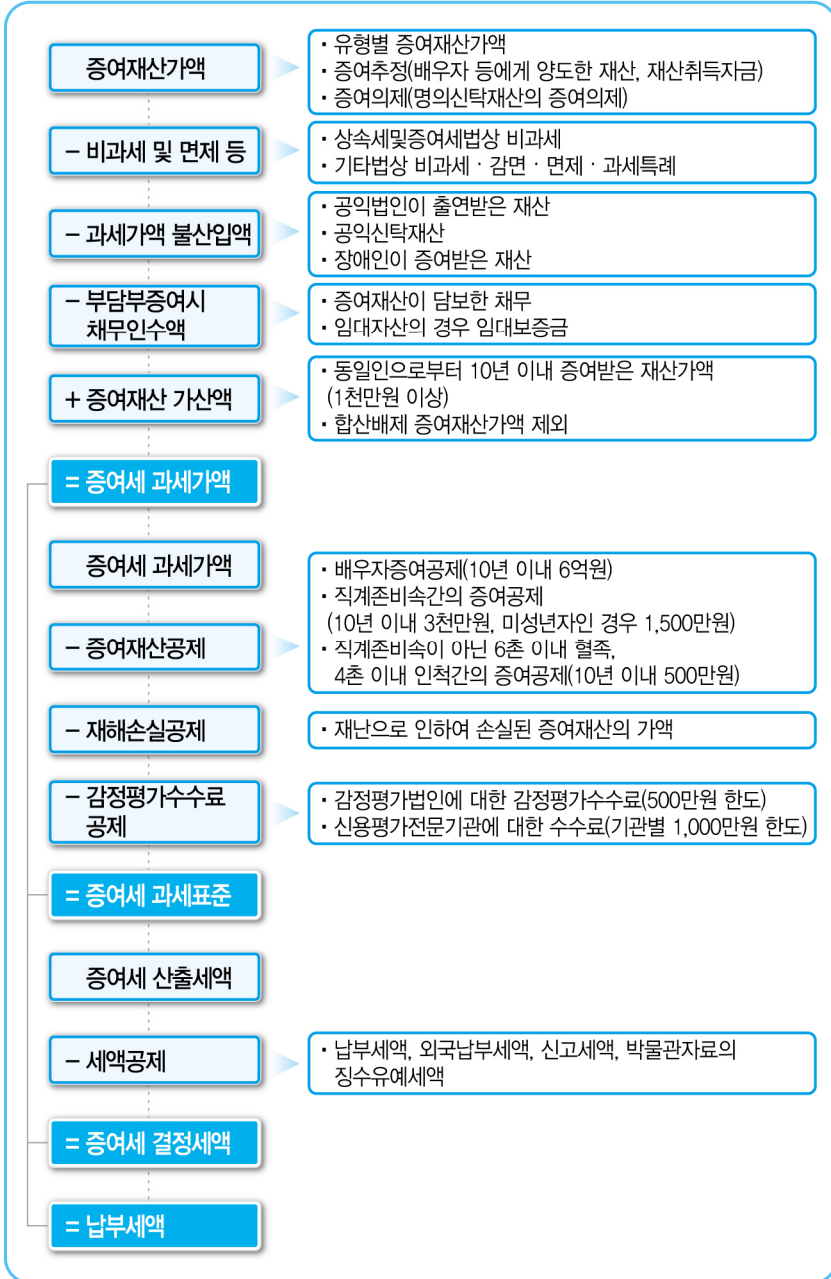 증여재산가액
· 유형별 증여재산가액
· 증여추정(배우자 등에게 양도한 재산, 재산취득자금)
· 증여의제(명의신탁재산의 증여의제)
− 비과세 및 면제 등
· 상속세및증여세법상 비과세
· 기타법상 비과세 · 감면 · 면제 · 과세특례
− 과세가액 불산입액
· 공익법인이 출연받은 재산
· 공익신탁재산
· 장애인이 증여받은 재산
− 부담부증여시
채무인수액
· 증여재산이 담보한 채무
· 임대자산의 경우 임대보증금
+ 증여재산 가산액
· 동일인으로부터 10년 이내 증여받은 재산가액
(1천만원 이상)
· 합산배제 증여재산가액 제외
= 증여세 과세가액
증여세 과세가액
− 증여재산공제
· 배우자증여공제(10년 이내 6억원)
· 직계존비속간의 증여공제
(10년 이내 3천만원, 미성년자인 경우 1,500만원)
· 직계존비속이 아닌 6촌 이내 혈족,
4촌 이내 인척간의 증여공제(10년 이내 500만원)
− 재해손실공제
· 재난으로 인하여 손실된 증여재산의 가액
− 감정평가수수료
공제
· 감정평가법인에 대한 감정평가수수료(500만원 한도)
· 신용평가전문기관에 대한 수수료(기관별 1,000만원 한도)
= 증여세 과세표준
증여세 산출세액
− 세액공제
· 납부세액, 외국납부세액, 신고세액, 박물관자료의
징수유예세액
= 증여세 결정세액
= 납부세액